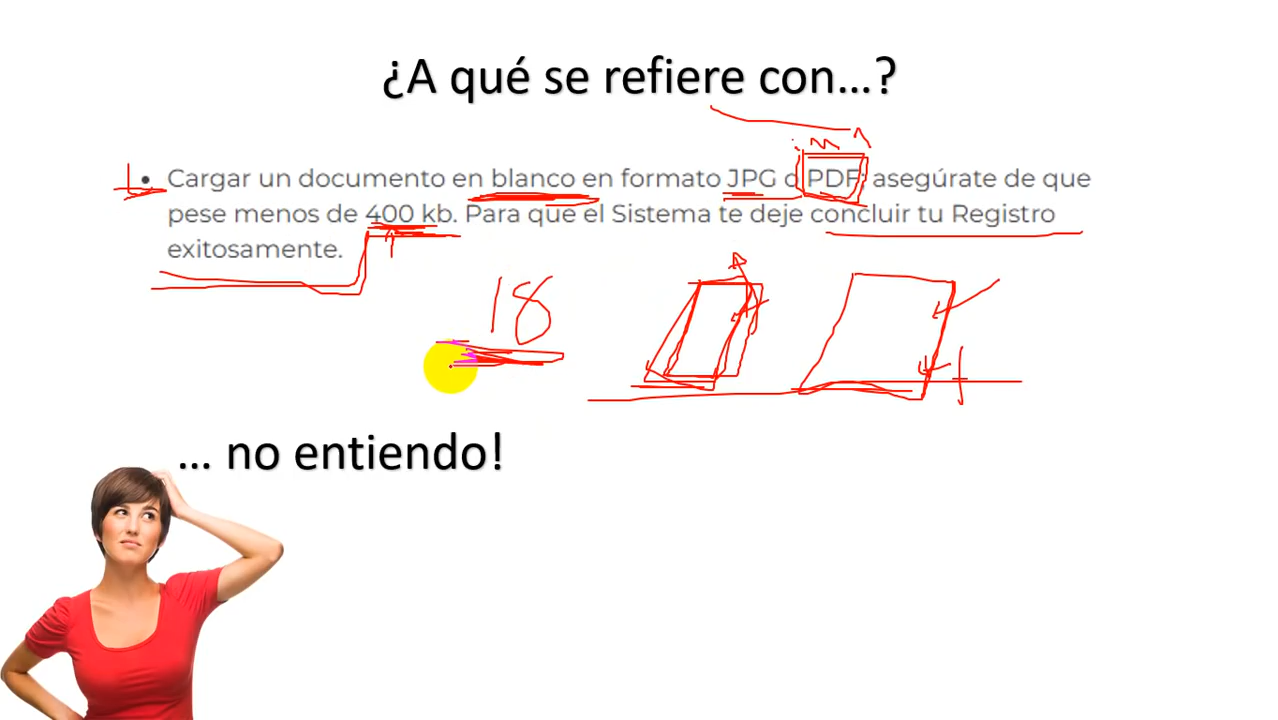 ¿A qué se refiere con...?
• Cargar un documento en blanco en formato JPG o PDF; asegúrate de que
pese menos de 400 kb. Para que el Sistema te deje concluir tu Registro
exitosamente.
18
... no entiendo!